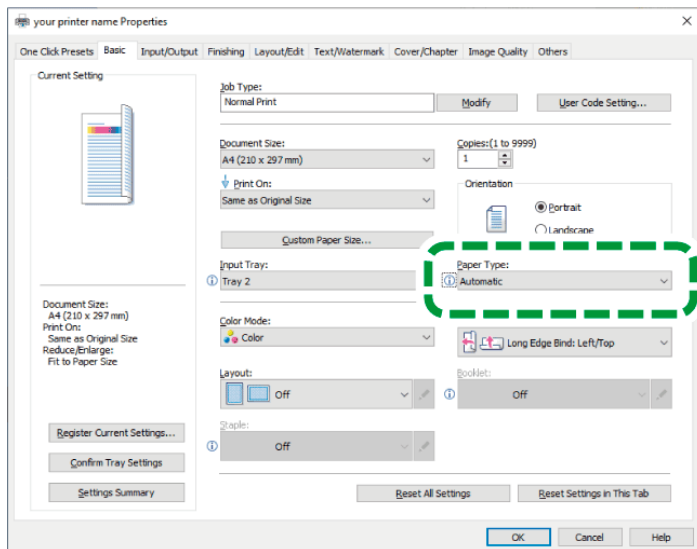 your printer name Properties
One Click Presets Basic Input/Output Finishing Layout/Edit Text/Watermark Cover/Chapter Image Quality Others
Current Setting
Document Size:
A4 (210 x 297 mm)
Print On:
Same as Original Size
Reduce/Enlarge:
Fit to Paper Size
Register Current Settings...
Confirm Tray Settings
Settings Summary
Job Type:
Normal Print
Modify
User Code Setting...
Document Size:
A4 (210 x 297 mm)
Copies:(1 to 9999)
1
Print On:
Same as Original Size
Orientation
Portrait
Landscape
Custom Paper Size...
Input Tray:
Tray 2
Paper Type:
Automatic
Color Mode:
Color
Long Edge Bind: Left/Top
Layout:
Off
Booklet:
Off
Staple:
Off
Reset All Settings
Reset Settings in This Tab
OK
Cancel
Help